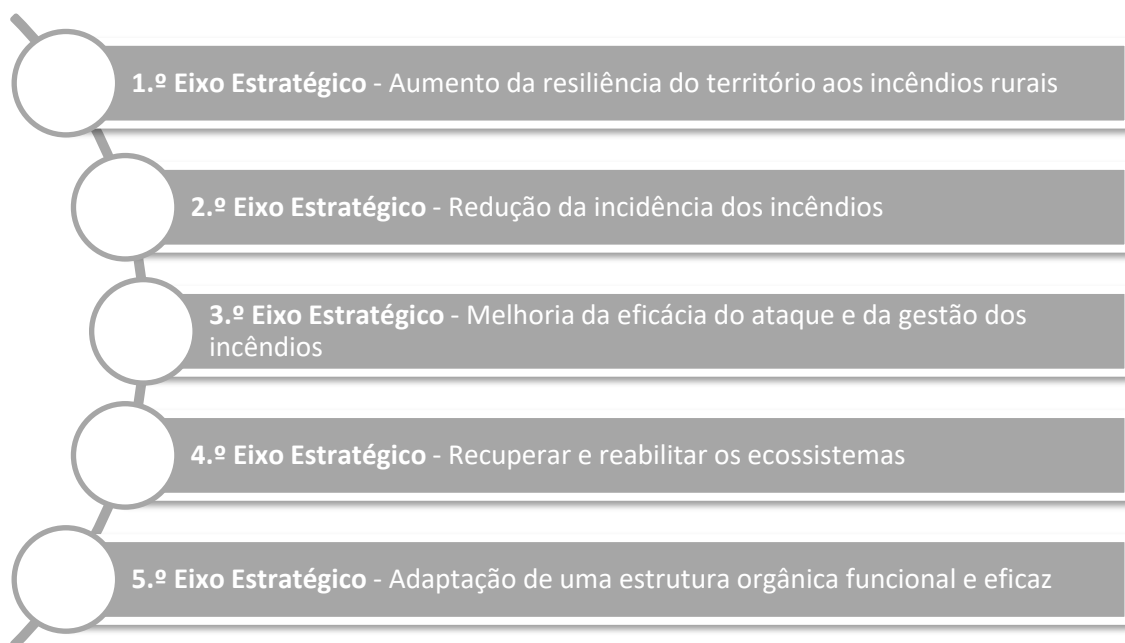 1.º Eixo Estratégico - Aumento da resiliência do território aos incêndios rurais
2.º Eixo Estratégico - Redução da incidência dos incêndios
3.º Eixo Estratégico - Melhoria da eficácia do ataque e da gestão dos
incêndios
4.º Eixo Estratégico - Recuperar e reabilitar os ecossistemas
5.º Eixo Estratégico - Adaptação de uma estrutura orgânica funcional e eficaz